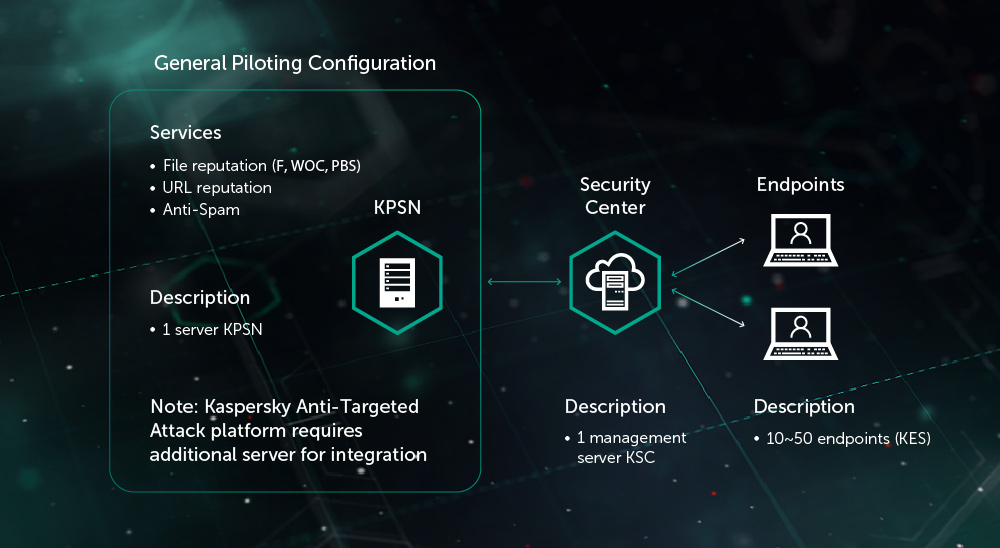 General Piloting Configuration
Services
• File reputation (F, WOC, PBS)
• URL reputation
• Anti-Spam
KPSN
Description
• 1 server KPSN
Note: Kaspersky Anti-Targeted
Attack platform requires
additional server for integration
Security
Center
Description
• 1 management
server KSC
Endpoints
Description
• 10~50 endpoints (KES)